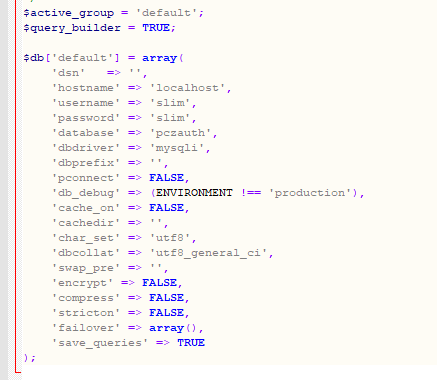 $active_group = 'default';
$query_builder = TRUE;
$db['default'] = array(
'dsn' => '',
'hostname' => 'localhost',
'username' => 'slim',
'password' => 'slim',
'database' => 'pczauth',
'dbdriver' => 'mysqli',
'dbprefix' => '',
'pconnect' => FALSE,
'db_debug' => (ENVIRONMENT !== 'production'),
'cache_on' => FALSE,
'cachedir' => '',
'char_set' => 'utf8',
'dbcollat' => 'utf8_general_ci',
'swap_pre' => '',
'encrypt' => FALSE,
'compress' => FALSE,
'stricton' => FALSE,
'failover' => array(),
'save_queries' => TRUE
);